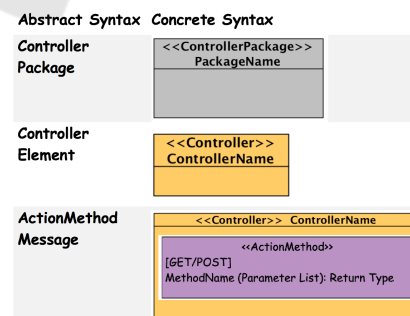 Abstract Syntax Concrete Syntax
Controller
Package
<<ControllerPackage>>
PackageName
Controller
Element
<<Controller>>
ControllerName
ActionMethod
Message
<<Controller>> ControllerName
<<ActionMethod>>
[GET/POST]
MethodName (Parameter List): Return Type